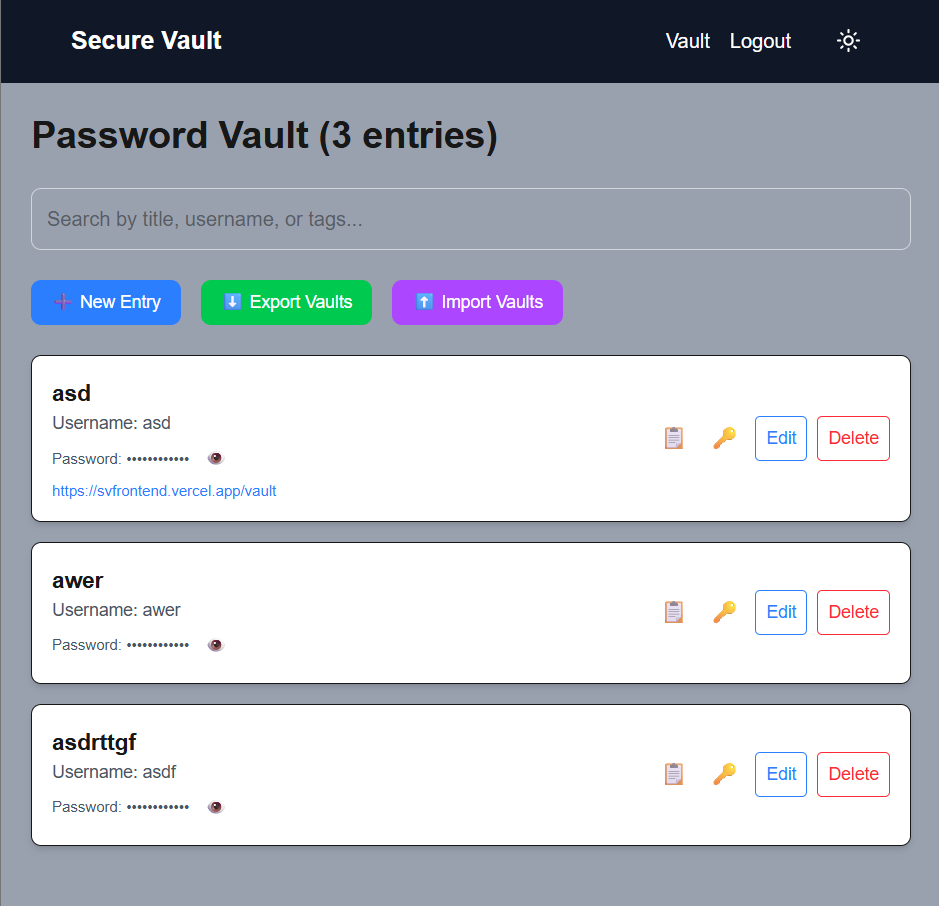 Secure Vault
Vault Logout
Password Vault (3 entries)
Search by title, username, or tags...
➕ New Entry
⬇️ Export Vaults
⬆️ Import Vaults
asd
Username: asd
Password: ••••••••••••
https://svfrontend.vercel.app/vault
Edit
Delete
awer
Username: awer
Password: ••••••••••••
Edit
Delete
asdrttgf
Username: asdf
Password: ••••••••••••
Edit
Delete